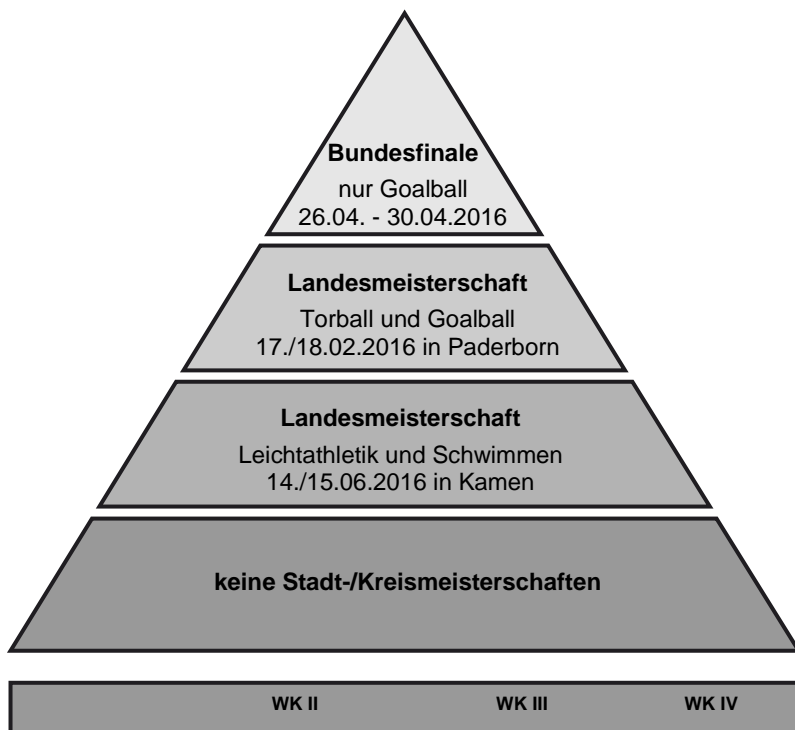 Bundesfinale
nur Goalball
26.04. - 30.04.2016
Landesmeisterschaft
Torball und Goalball
17./18.02.2016 in Paderborn
Landesmeisterschaft
Leichtathletik und Schwimmen
14./15.06.2016 in Kamen
keine Stadt-/Kreismeisterschaften
WK II WK III WK IV